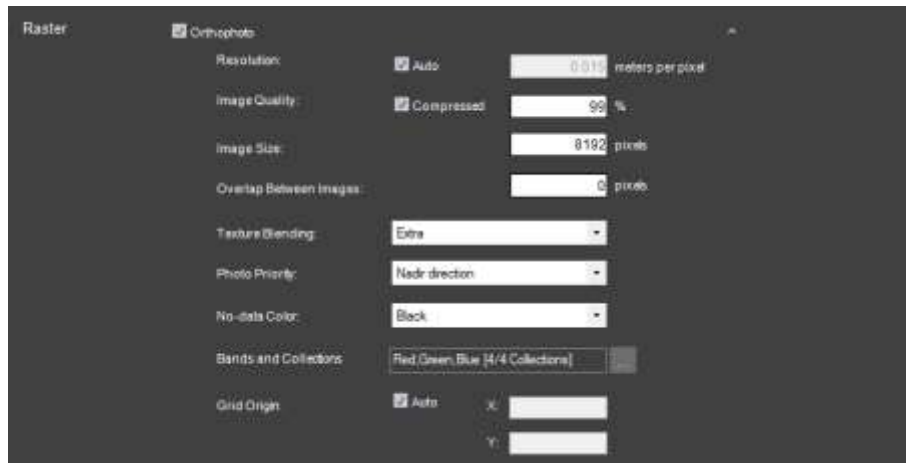 Raster Orthophoto
Resolution: Auto 0.015 meters per pixel
Image Quality: Compressed 99 %
Image Size: 8192 pixels
Overlap Between Images: 0 pixels
Texture Blending: Extra
Photo Priority: Nadir direction
No-data Color: Black
Bands and Collections Red,Green,Blue [4/4 Collections] ...
Grid Origin Auto X:
Y: